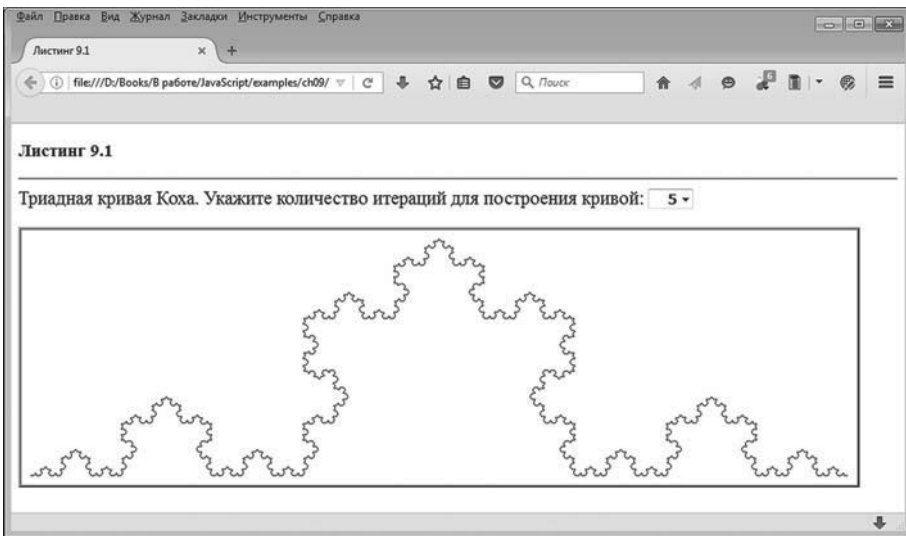 Файл Правка Вид Журнал Закладки Инструменты Справка
Листинг 9.1
file:///D:/Books/В работе/JavaScript/examples/ch09/
Поиск
6
Листинг 9.1
Триадная кривая Коха. Укажите количество итераций для построения кривой: 5